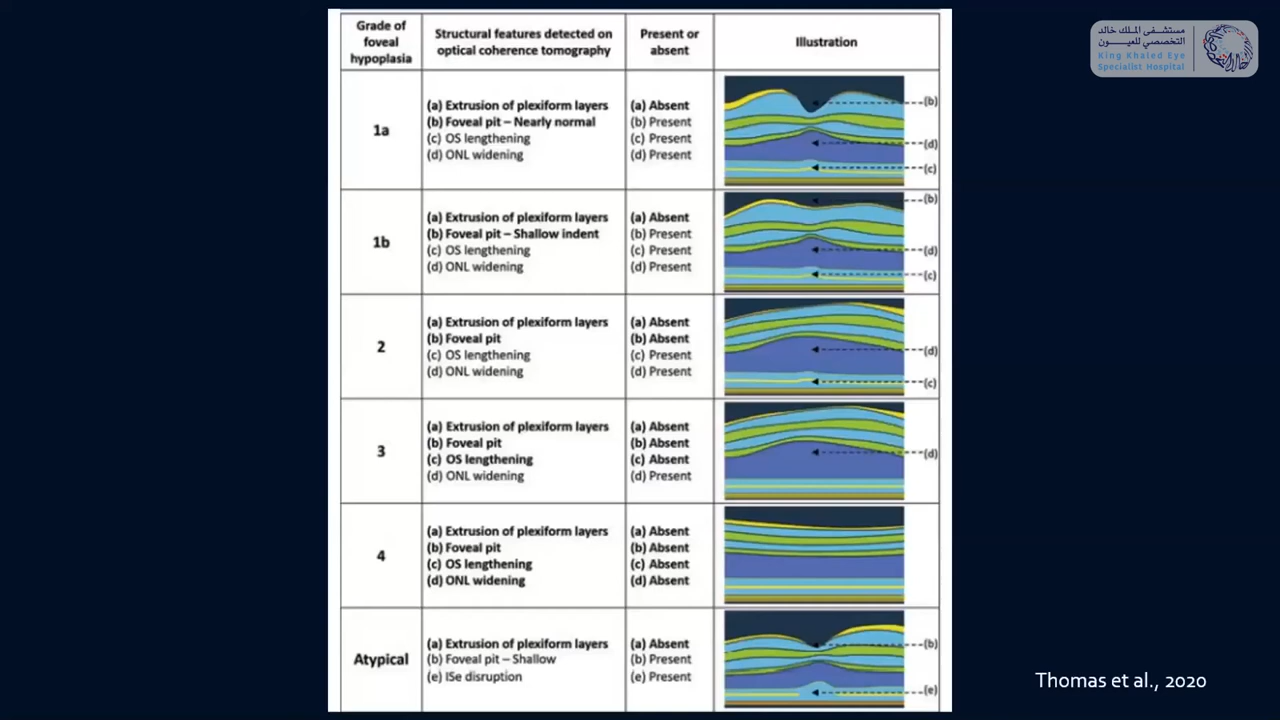 Grade of
foveal
hypoplasia
Structural features detected on
optical coherence tomography
Present or
absent
Illustration
1a
(a) Extrusion of plexiform layers
(b) Foveal pit – Nearly normal
(c) OS lengthening
(d) ONL widening
(a) Absent
(b) Present
(c) Present
(d) Present
(b)
(d)
(c)
1b
(a) Extrusion of plexiform layers
(b) Foveal pit – Shallow indent
(c) OS lengthening
(d) ONL widening
(a) Absent
(b) Present
(c) Present
(d) Present
(b)
(d)
(c)
2
(a) Extrusion of plexiform layers
(b) Foveal pit
(c) OS lengthening
(d) ONL widening
(a) Absent
(b) Absent
(c) Present
(d) Present
(d)
(c)
3
(a) Extrusion of plexiform layers
(b) Foveal pit
(c) OS lengthening
(d) ONL widening
(a) Absent
(b) Absent
(c) Absent
(d) Present
(d)
4
(a) Extrusion of plexiform layers
(b) Foveal pit
(c) OS lengthening
(d) ONL widening
(a) Absent
(b) Absent
(c) Absent
(d) Absent
Atypical
(a) Extrusion of plexiform layers
(b) Foveal pit – Shallow
(e) ISe disruption
(a) Absent
(b) Present
(e) Present
(b)
(e)
مستشفى الملك خالد
التخصصي للعيون
King Khaled Eye
Specialist Hospital
Thomas et al., 2020